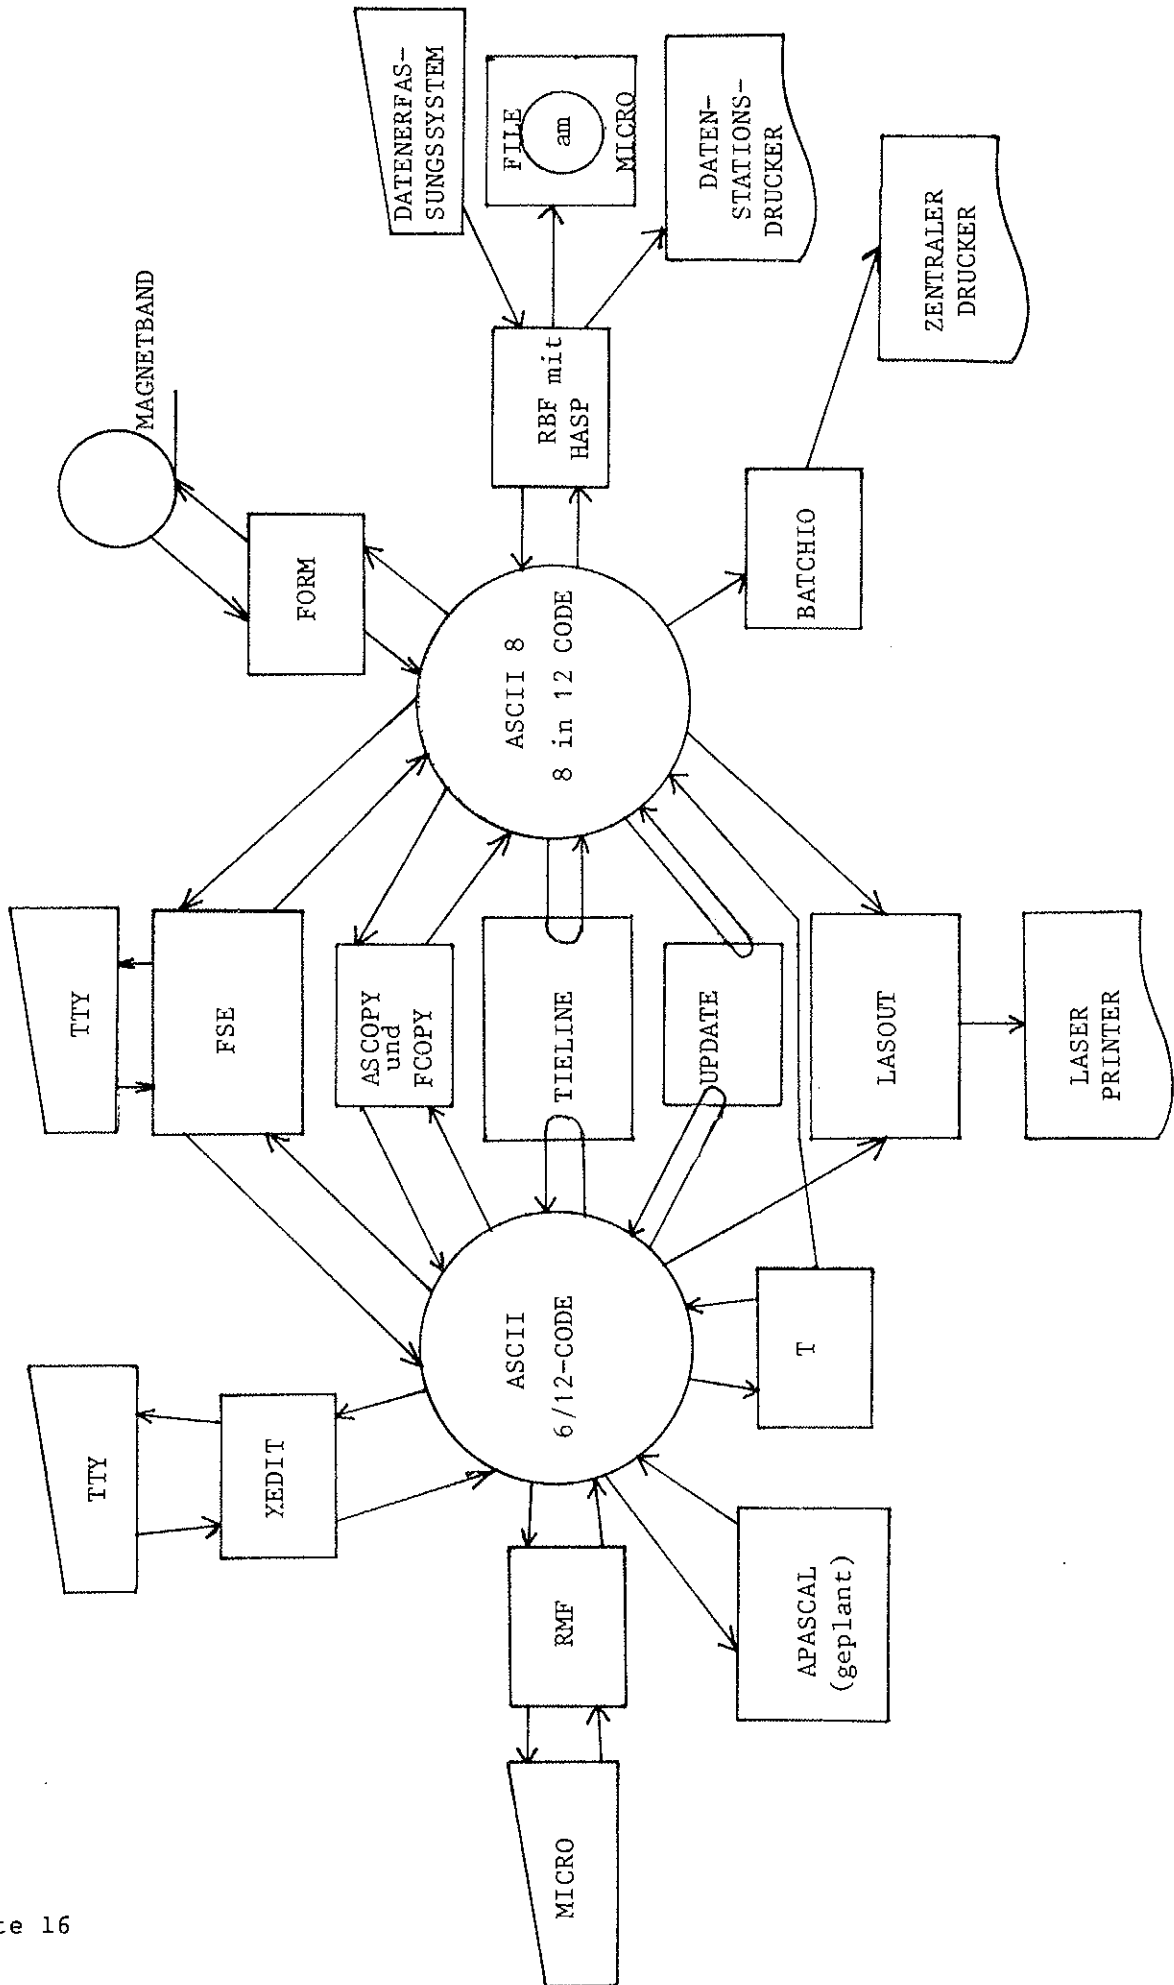 TTY
TTY
MAGNETBAND
DATENERFAS-
SUNGSSYSTEM
XEDIT
FSE
FORM
FILE
am
MICRO
ASCOPY
und
FCOPY
MICRO
RMF
ASCII
6/12-CODE
TIELINE
ASCII 8
8 in 12 CODE
RBF mit
HASP
DATEN-
STATIONS-
DRUCKER
UPDATE
APASCAL
(geplant)
T
LASOUT
BATCHIO
ZENTRALER
DRUCKER
LASER
PRINTER
te 16